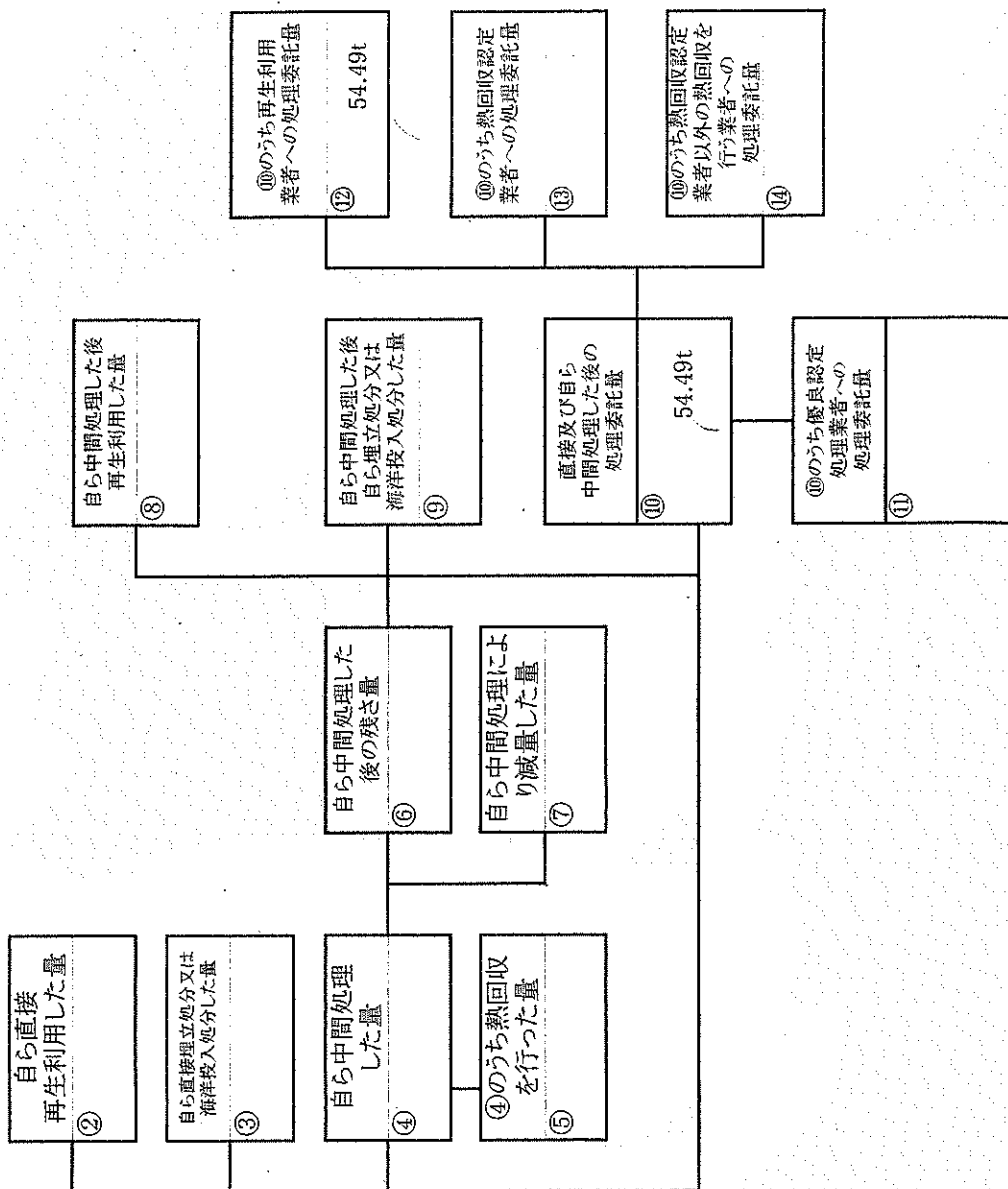 自ら直接
再生利用した量
②
自ら直接埋立処分又は
海洋投入処分した量
③
自ら中間処理
した量
④
④のうち熱回収
を行った量
⑤
自ら中間処理した
後の残さ量
⑥
自ら中間処理によ
り減量した量
⑦
自ら中間処理した後
再生利用した量
⑧
自ら中間処理した後
自ら埋立処分又は
海洋投入処分した量
⑨
直接及び自ら
中間処理した後の
処理委託量
⑩
54.49t
⑩のうち優良認定
処理業者への
処理委託量
⑪
⑩のうち再生利用
業者への処理委託量
⑫
54.49t
⑩のうち熱回収認定
業者への処理委託量
⑬
⑩のうち熱回収認定
業者以外の熱回収を
行う業者への
処理委託量
⑭